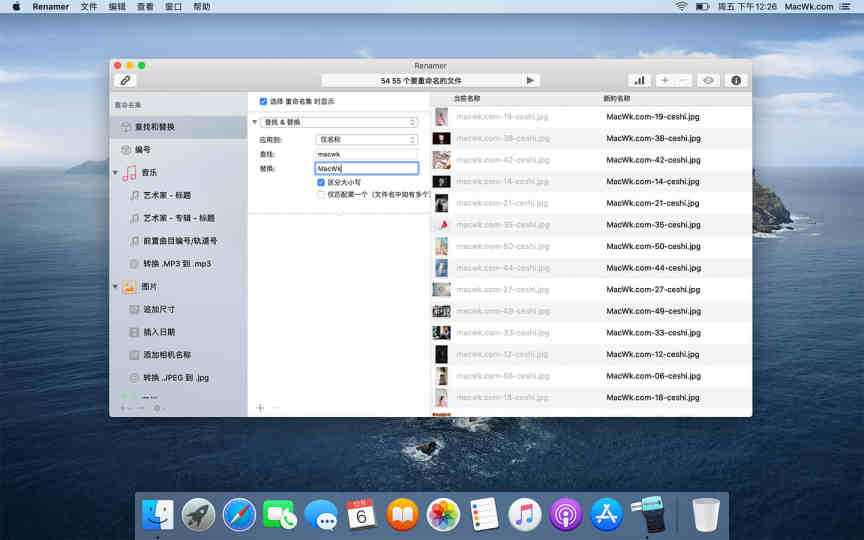 Renamer 文件 编辑 查看 窗口 帮助
周五 下午12:26 MacWk.com
Renamer
54 55 个要重命名的文件
重命名集
查找和替换
编号
音乐
艺术家 - 标题
艺术家 - 专辑 - 标题
前置曲目编号/轨道号
转换 .MP3 到 .mp3
图片
追加尺寸
插入日期
添加相机名称
转换 .JPEG 到 .jpg
选择 重命名集 时显示
查找 & 替换
应用到: 仅名称
查找: macwk
替换: MacWk
区分大小写
仅匹配第一个（文件名中如有多个
当前名称 新的名称
macwk.com-19-ceshi.jpg MacWk.com-19-ceshi.jpg
macwk.com-38-ceshi.jpg MacWk.com-38-ceshi.jpg
macwk.com-42-ceshi.jpg MacWk.com-42-ceshi.jpg
macwk.com-14-ceshi.jpg MacWk.com-14-ceshi.jpg
macwk.com-21-ceshi.jpg MacWk.com-21-ceshi.jpg
macwk.com-35-ceshi.jpg MacWk.com-35-ceshi.jpg
macwk.com-50-ceshi.jpg MacWk.com-50-ceshi.jpg
macwk.com-44-ceshi.jpg MacWk.com-44-ceshi.jpg
macwk.com-27-ceshi.jpg MacWk.com-27-ceshi.jpg
macwk.com-49-ceshi.jpg MacWk.com-49-ceshi.jpg
macwk.com-33-ceshi.jpg MacWk.com-33-ceshi.jpg
macwk.com-12-ceshi.jpg MacWk.com-12-ceshi.jpg
macwk.com-06-ceshi.jpg MacWk.com-06-ceshi.jpg
macwk.com-18-ceshi.jpg MacWk.com-18-ceshi.jpg
12月
6